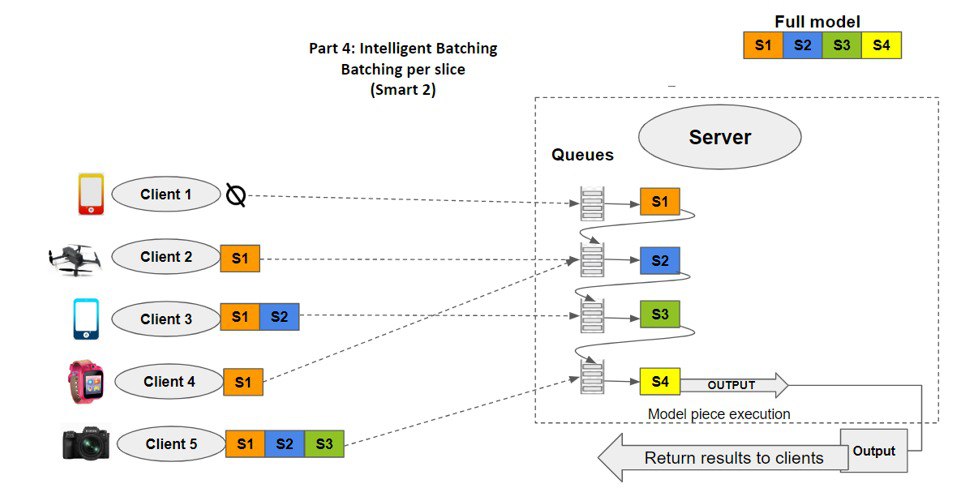 Full model
S1 S2 S3 S4
Part 4: Intelligent Batching
Batching per slice
(Smart 2)
Server
Queues
Client 1 Ø
S1
Client 2 S1
S2
Client 3 S1 S2
S3
Client 4 S1
S4 OUTPUT
Model piece execution
Client 5 S1 S2 S3
Output
Return results to clients